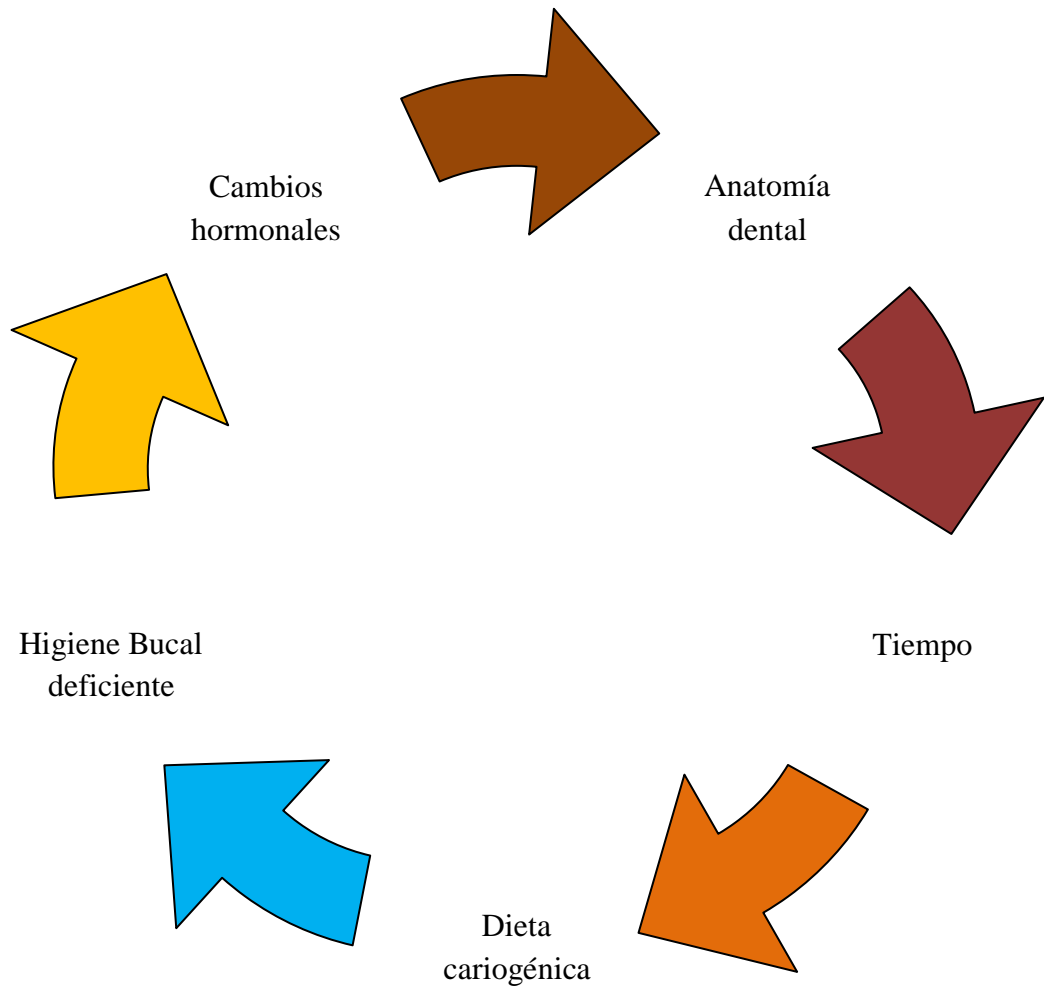 Cambios
hormonales
Anatomía
dental
Tiempo
Dieta
cariogénica
Higiene Bucal
deficiente